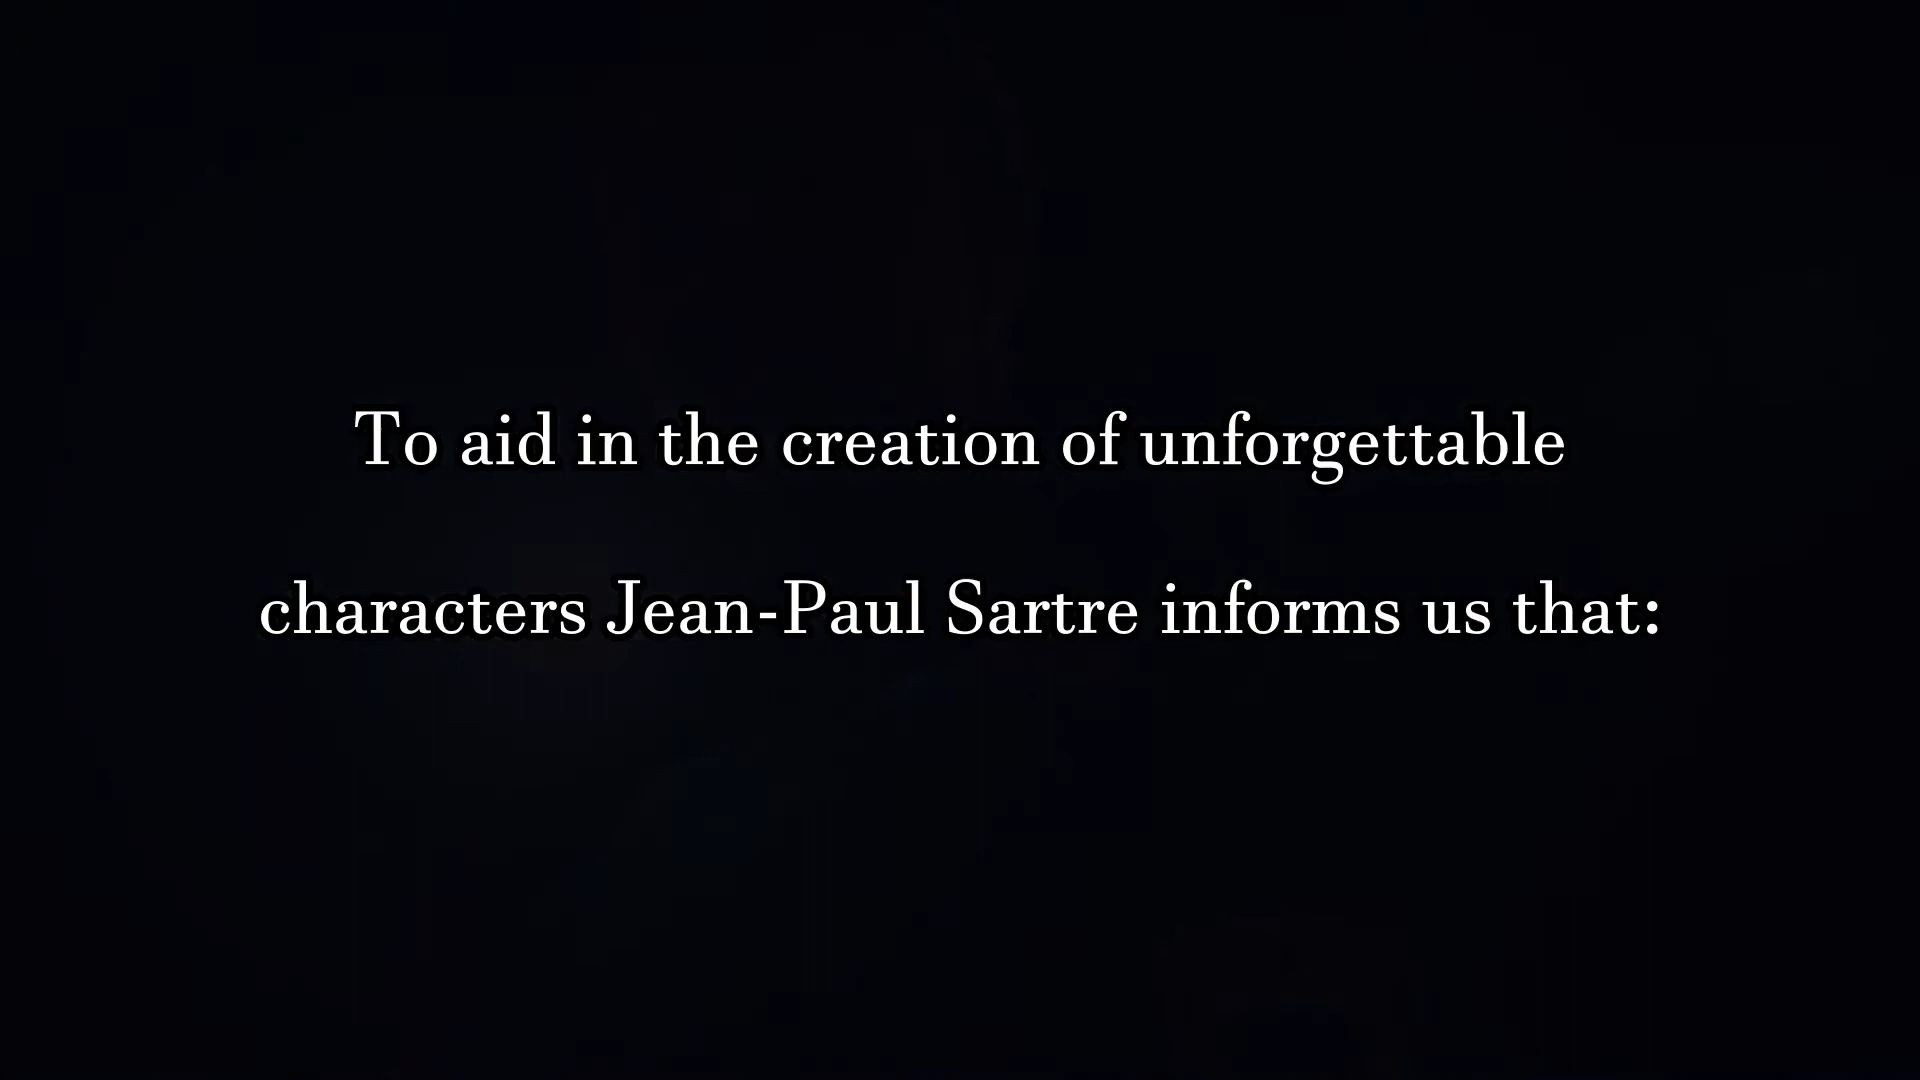 To aid in the creation of unforgettable
characters Jean-Paul Sartre informs us that: